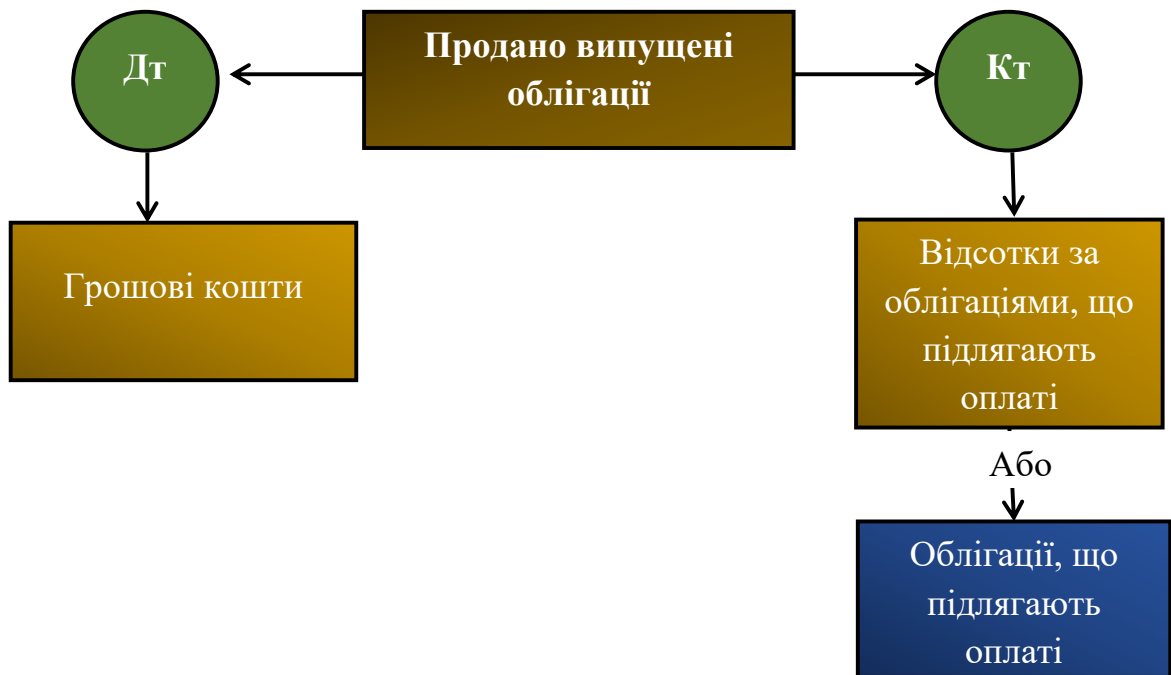 Дт
Продано випущені
облігації
Кт
Грошові кошти
Відсотки за
облігаціями, що
підлягають
оплаті
Або
Облігації, що
підлягають
оплаті